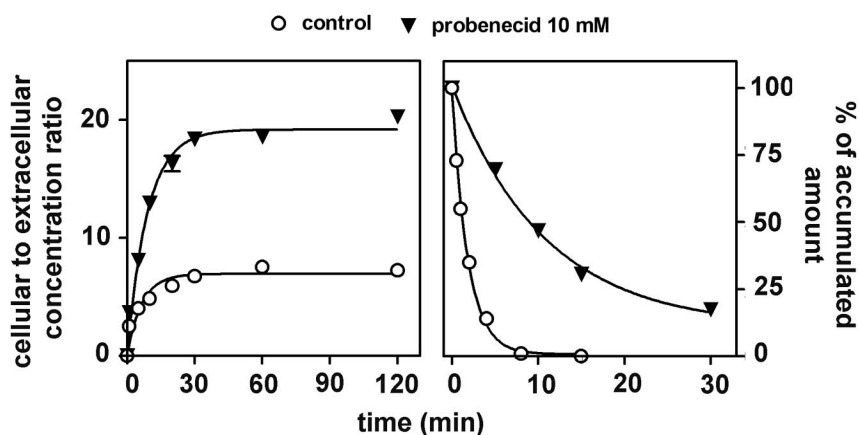 control probenecid 10 mM
cellular to extracellular
concentration ratio
20
10
0
0 30 60 90 120
0 10 20 30
100
75
50
25
0
% of accumulated
amount
time (min)